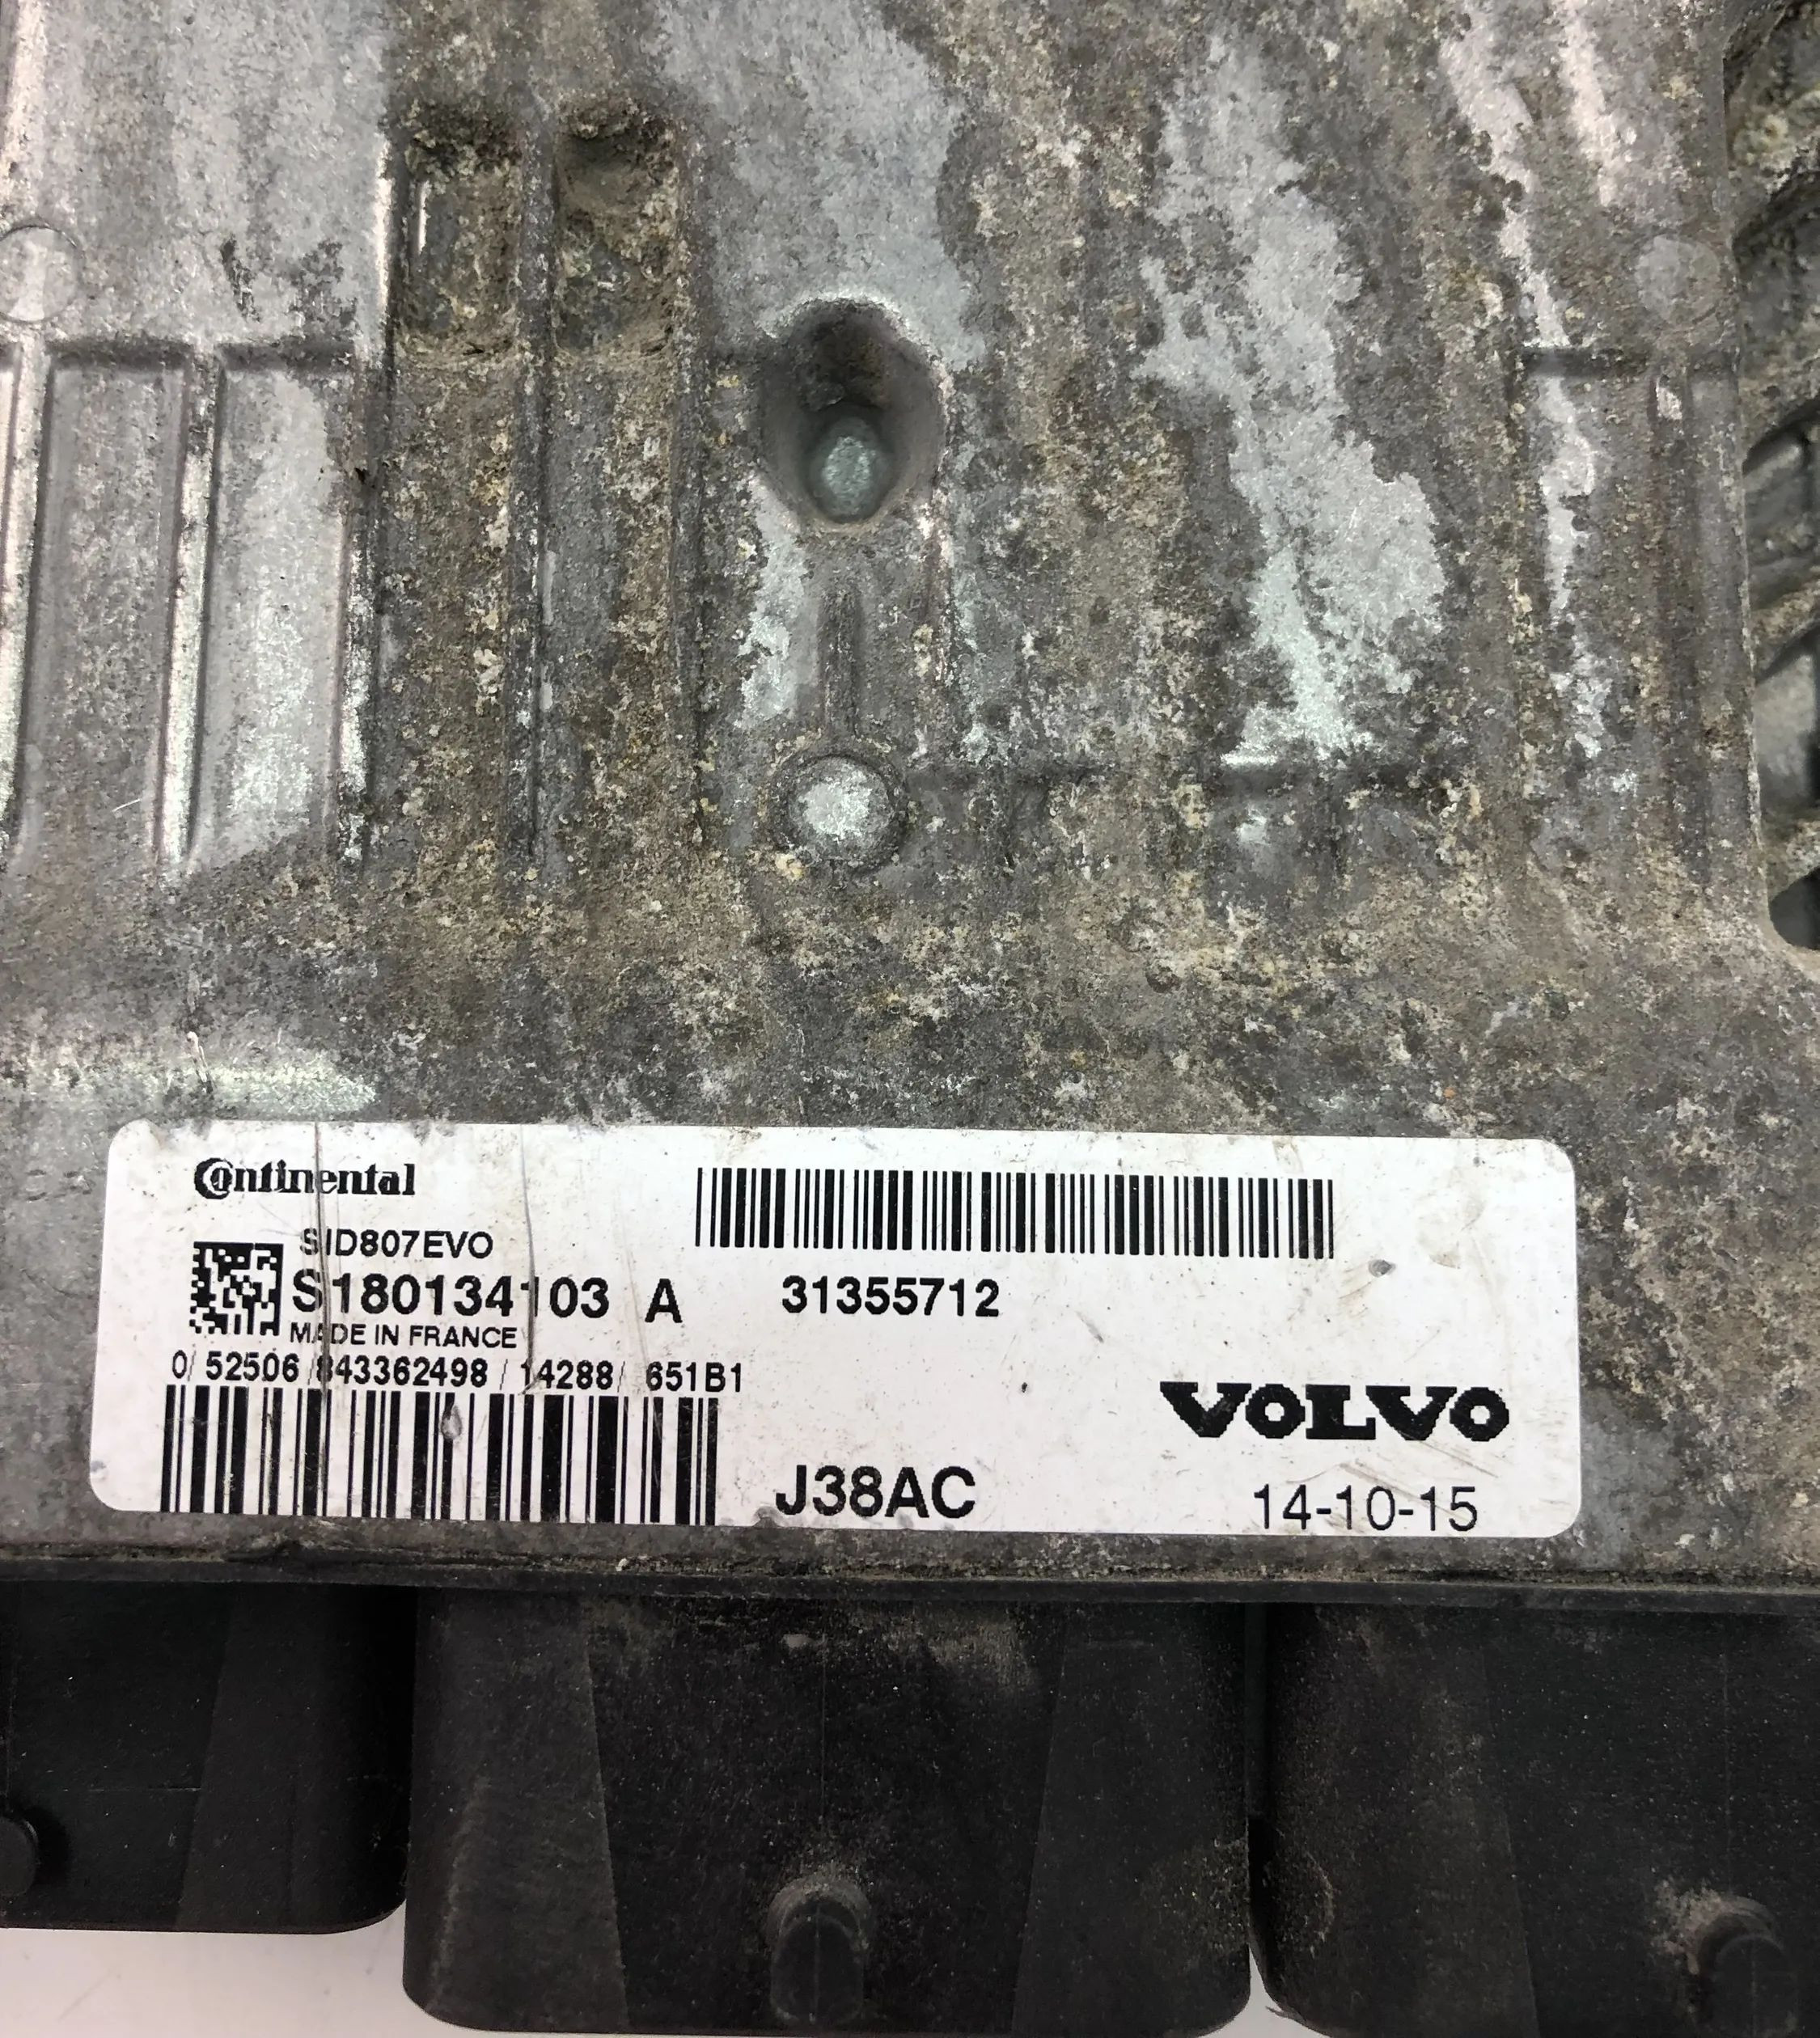 Continental
SID807EVO
S180134103 A 31355712
MADE IN FRANCE
0/ 52506 /843362498 / 14288/ 651B1
VOLVO
J38AC 14-10-15